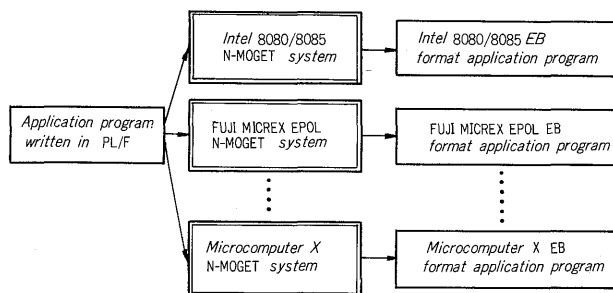 Application program
written in PL/F
Intel 8080/8085
N-MOGET system
Intel 8080/8085 EB
format application program
FUJI MICREX EPOL
N-MOGET system
FUJI MICREX EPOL EB
format application program
Microcomputer X
N-MOGET system
Microcomputer X EB
format application program